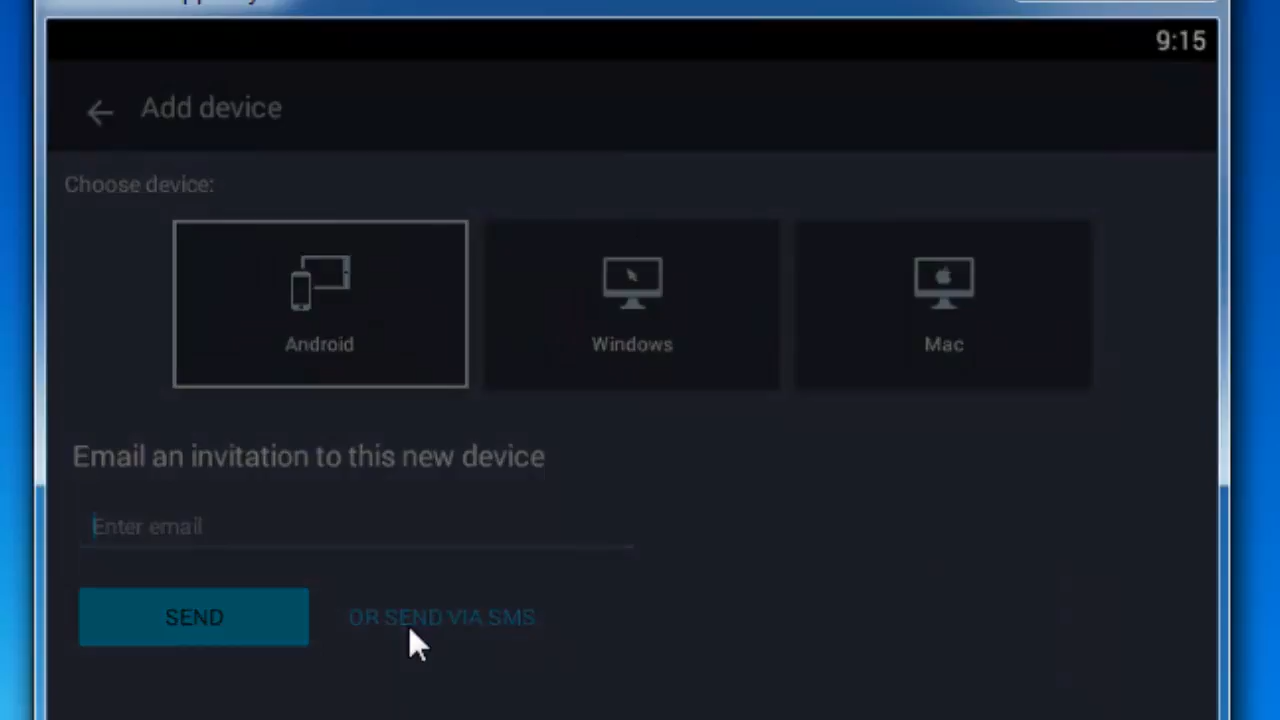 9:15
Add device
Choose device:
Android
Windows
Mac
Email an invitation to this new device
Enter email
SEND
OR SEND VIA SMS